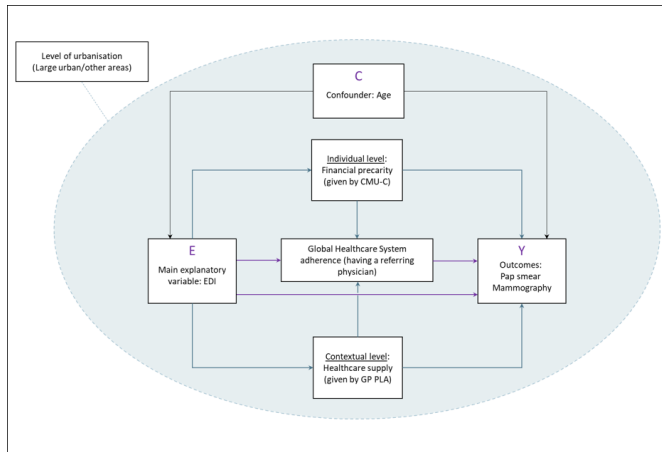 Level of urbanisation
(Large urban/other areas)
C
Confounder: Age
Individual level:
Financial precarity
(given by CMU-C)
E
Main explanatory
variable: EDI
Global Healthcare System
adherence (having a referring
physician)
Y
Outcomes:
Pap smear
Mammography
Contextual level:
Healthcare supply
(given by GP PLA)